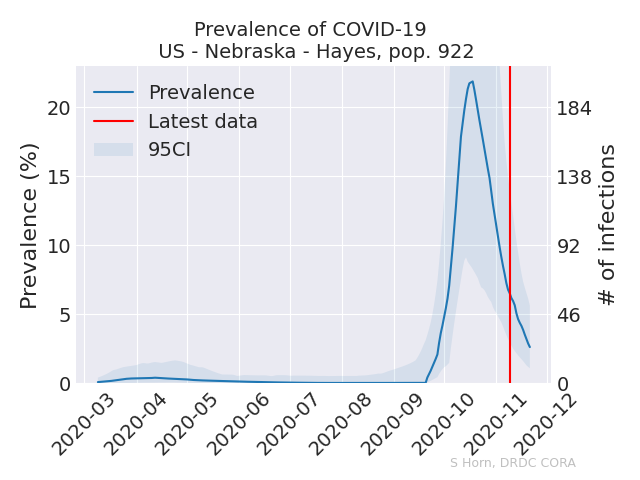 Prevalence of COVID-19
US - Nebraska - Hayes, pop. 922
Prevalence
Latest data
95CI
Prevalence (%)
20
15
10
5
0
184
138
92
46
0
# of infections
2020-03
2020-04
2020-05
2020-06
2020-07
2020-08
2020-09
2020-10
2020-11
2020-12
S Horn, DRDC CORA